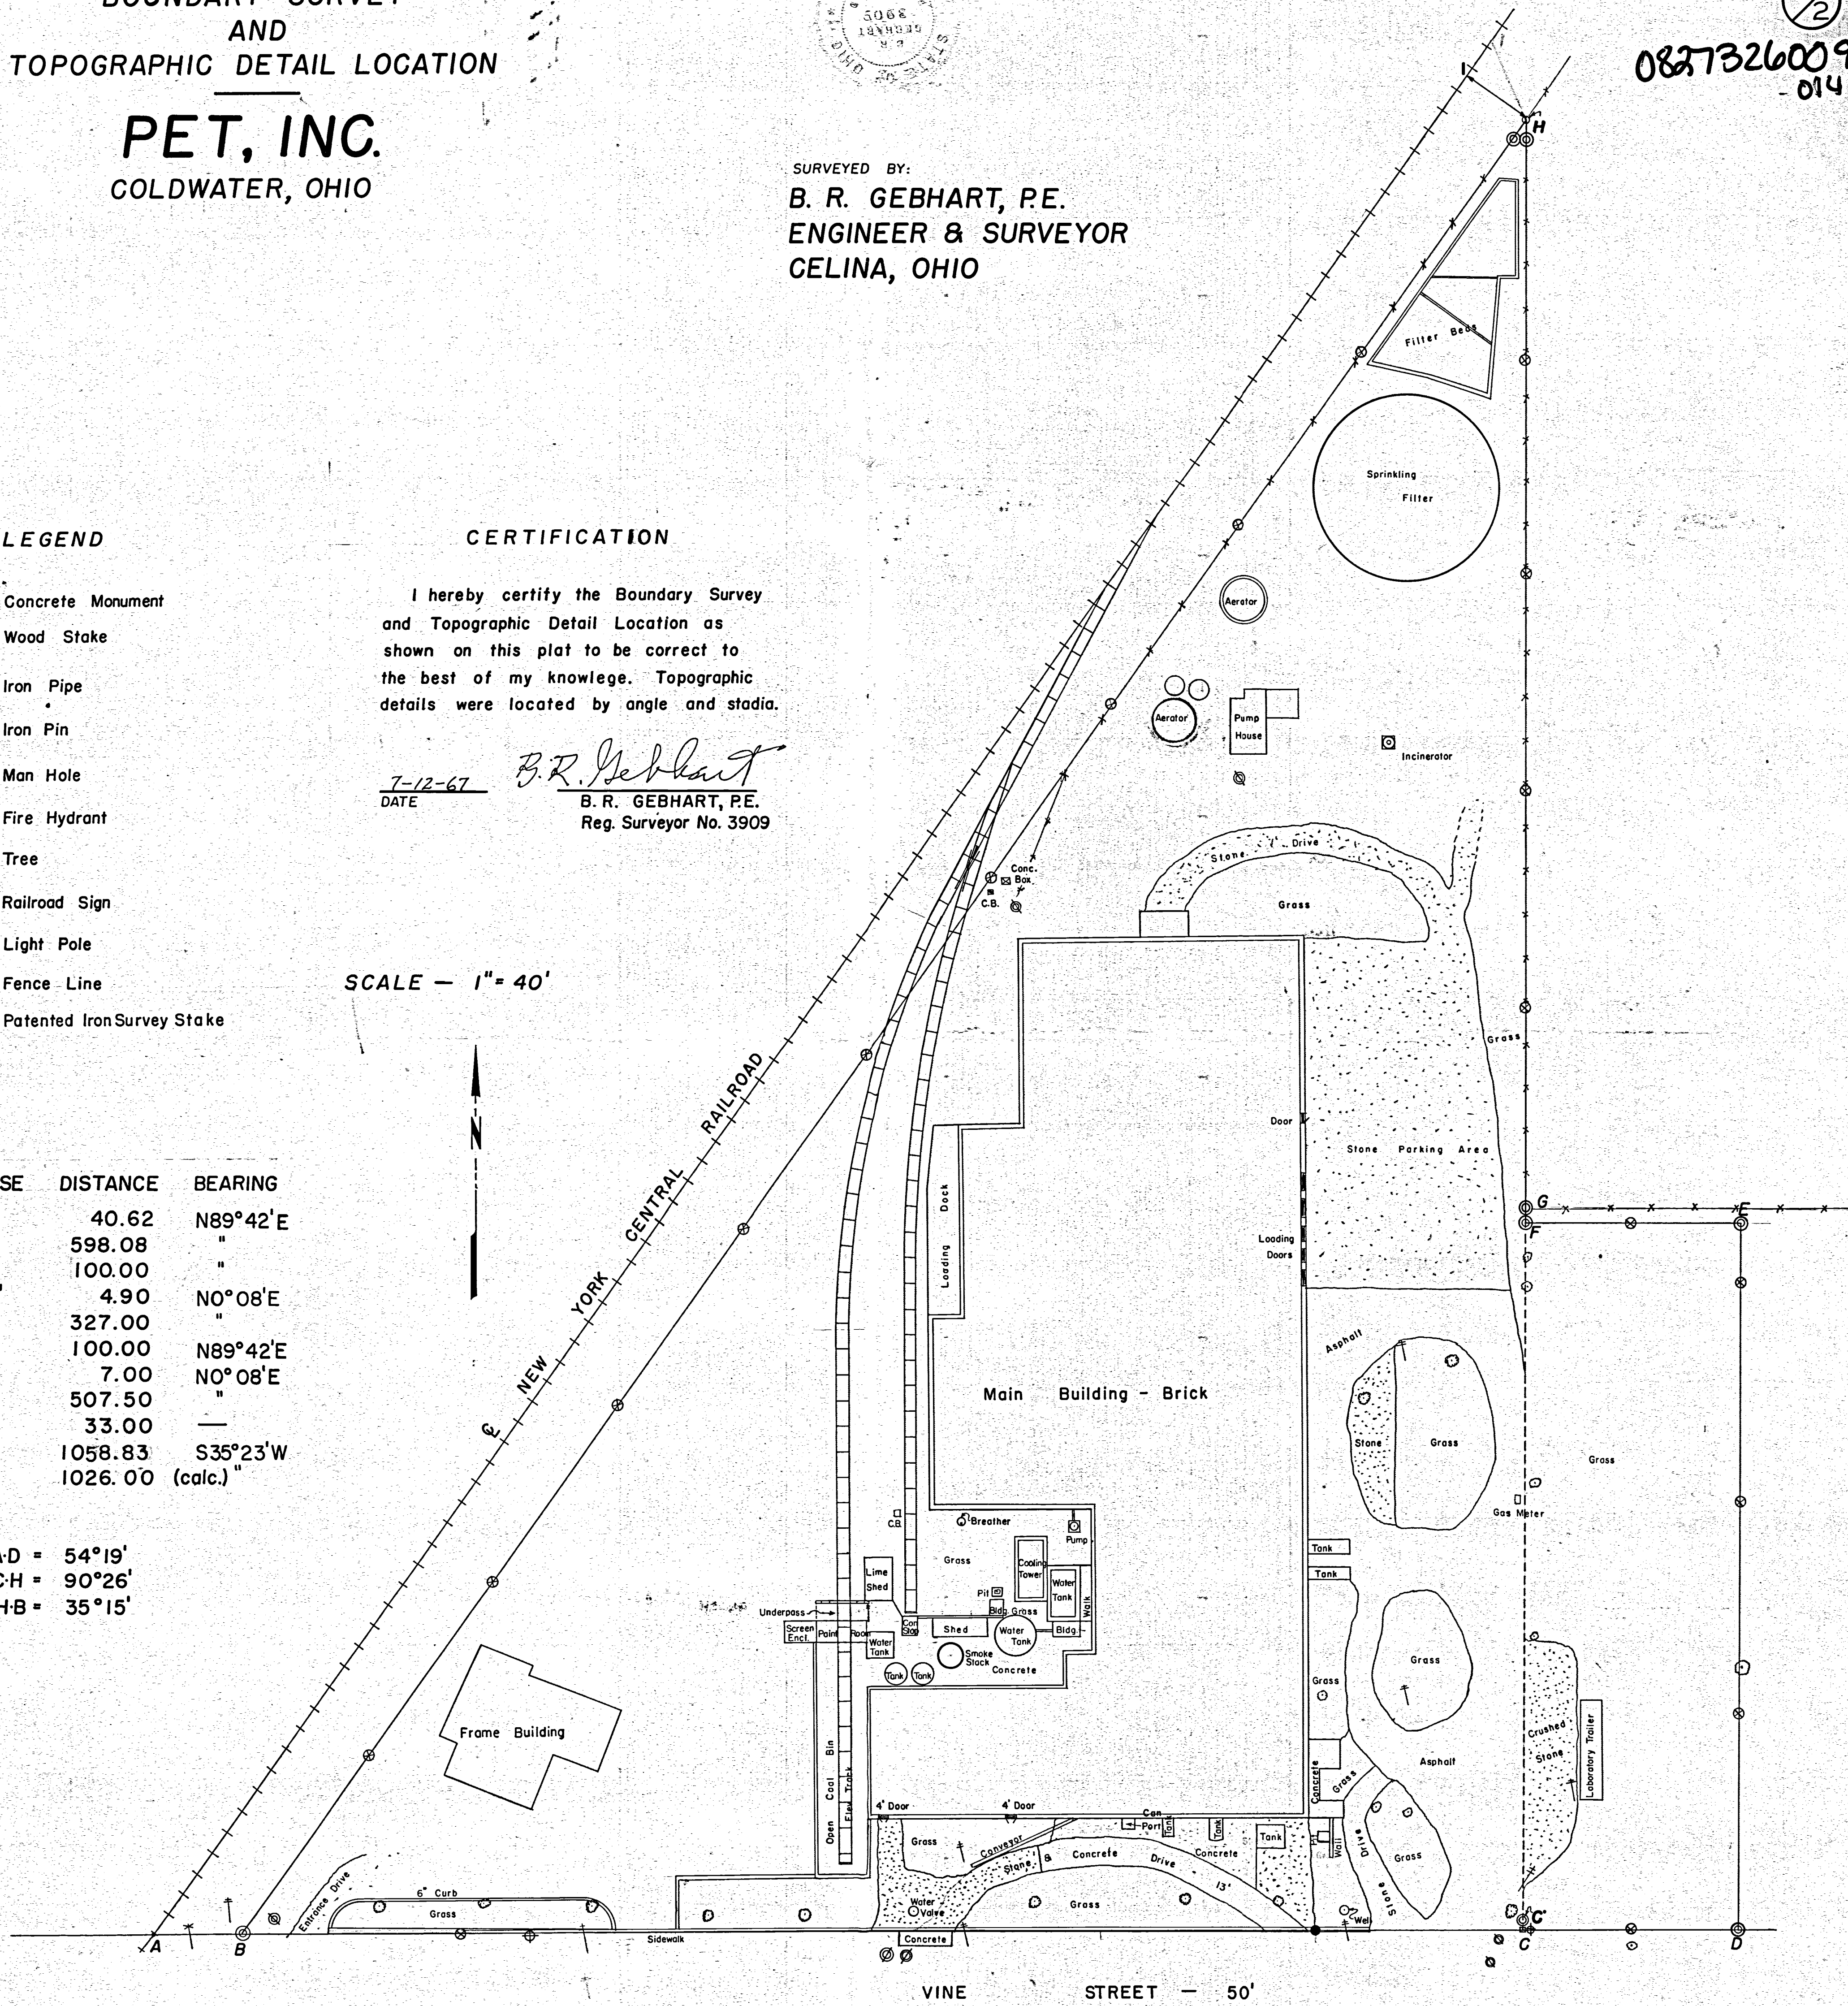 BOUNDARY SURVEY
AND
TOPOGRAPHIC DETAIL LOCATION
PET, INC.
COLDWATER, OHIO
3905
B. R.
GEBHART
STATE OF OHIO
/2
0827326009
- 014
SURVEYED BY:
B. R. GEBHART, P.E.
ENGINEER & SURVEYOR
CELINA, OHIO
LEGEND
Concrete Monument
Wood Stake
Iron Pipe
Iron Pin
Man Hole
Fire Hydrant
Tree
Railroad Sign
Light Pole
Fence Line
Patented Iron Survey Stake
CERTIFICATION
I hereby certify the Boundary Survey
and Topographic Detail Location as
shown on this plat to be correct to
the best of my knowlege. Topographic
details were located by angle and stadia.
7-12-67
DATE
B.R. Gebhart
B. R. GEBHART, P.E.
Reg. Surveyor No. 3909
SCALE — 1"= 40'
N
SE DISTANCE BEARING
40.62 N89°42'E
598.08 "
100.00 "
4.90 N0°08'E
327.00 "
100.00 N89°42'E
7.00 N0°08'E
507.50 "
33.00 —
1058.83 S35°23'W
1026.00 (calc.) "
A-D = 54°19'
C-H = 90°26'
H-B = 35°15'
I
H
Filter Beds
Sprinkling
Filter
Aerator
Aerator
Pump
House
Incinerator
Stone Drive
Grass
Conc.
Box
C.B.
Grass
Door
Stone Parking Area
Loading
Doors
G
E
F
Loading Dock
℄ NEW YORK CENTRAL RAILROAD
Main Building - Brick
Asphalt
Stone
Grass
Grass
Gas Meter
C.B.
Breather
Pump
Grass
Cooling
Tower
Water
Tank
Walk
Lime
Shed
Pit
Bldg.
Grass
Underpass
Screen
Encl.
Paint Room
Can
Stop
Shed
Water
Tank
Bldg.
Water
Tank
Smoke
Stack
Concrete
Tank
Tank
Tank
Tank
Grass
Grass
Crushed
Stone
Laboratory Trailer
Asphalt
Concrete
Grass
Frame Building
Open Coal Bin
Elev. Track
4' Door
4' Door
Can
Port
Tank
Tank
Tank
Grass
Conveyor
Stone & Concrete Drive - 13'
Concrete
Wall
Stone Drive
Grass
Entrance Drive
6" Curb
Grass
Water
Valve
Grass
Well
C'
A
B
Sidewalk
Concrete
C
D
VINE STREET — 50'